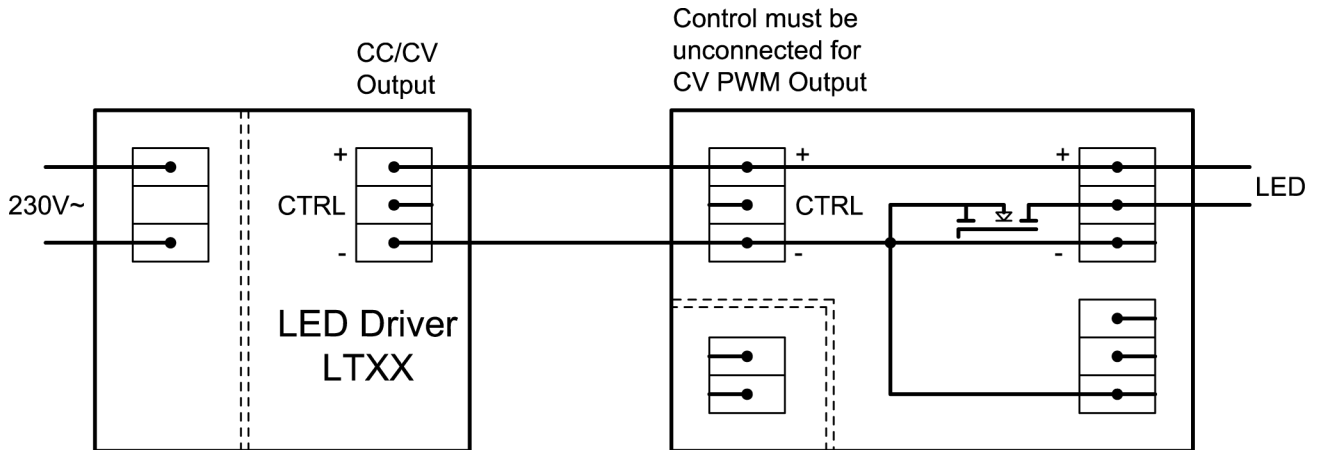 Control must be
unconnected for
CV PWM Output
CC/CV
Output
+
CTRL
-
230V~
LED Driver
LTXX
+
CTRL
-
+
-
LED